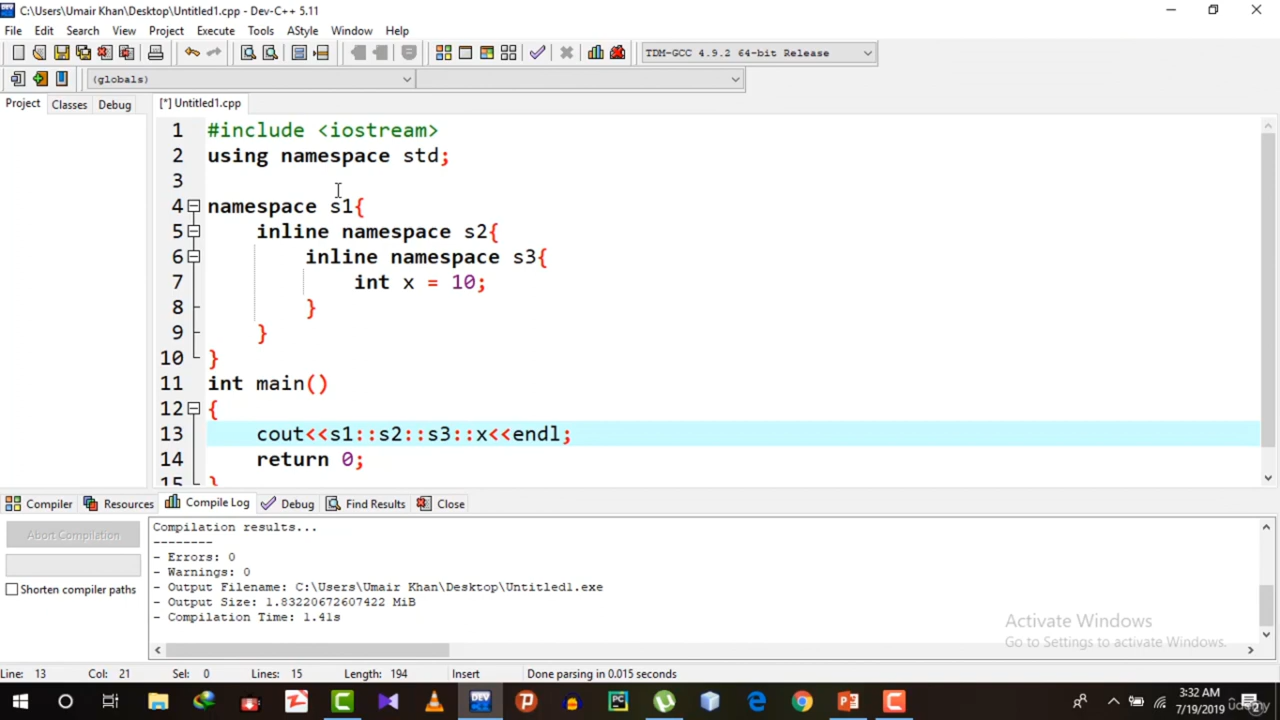 C:\Users\Umair Khan\Desktop\Untitled1.cpp - Dev-C++ 5.11
File Edit Search View Project Execute Tools AStyle Window Help
TDM-GCC 4.9.2 64-bit Release
(globals)
Project Classes Debug [*] Untitled1.cpp
1 #include <iostream>
2 using namespace std;
3
4 namespace s1{
5 inline namespace s2{
6 inline namespace s3{
7 int x = 10;
8 }
9 }
10 }
11 int main()
12 {
13 cout<<s1::s2::s3::x<<endl;
14 return 0;
15 }
Compiler Resources Compile Log Debug Find Results Close
Abort Compilation
Shorten compiler paths
Compilation results...
--------
- Errors: 0
- Warnings: 0
- Output Filename: C:\Users\Umair Khan\Desktop\Untitled1.exe
- Output Size: 1.83220672607422 MiB
- Compilation Time: 1.41s
Activate Windows
Go to Settings to activate Windows.
Line: 13 Col: 21 Sel: 0 Lines: 15 Length: 194 Insert Done parsing in 0.015 seconds
DEV
PC
3:32 AM
7/19/2019
Udemy